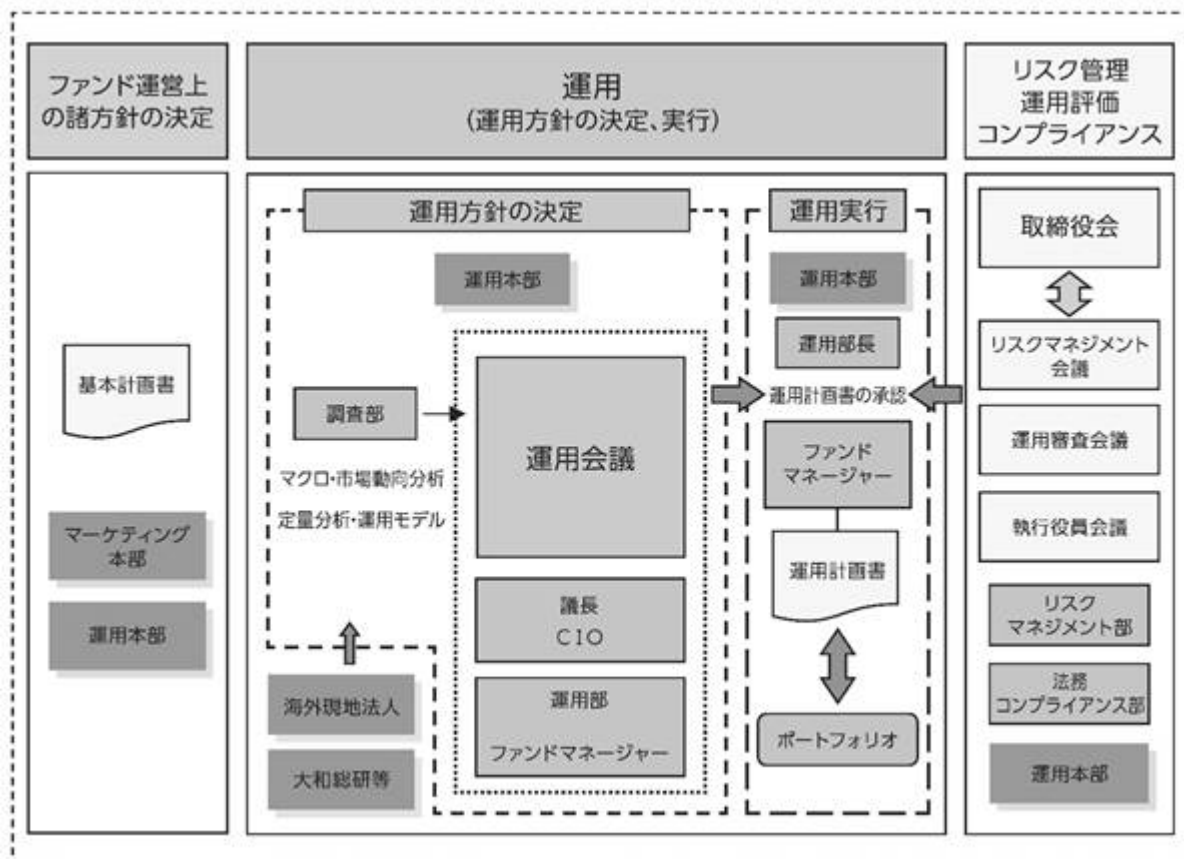 ファンド運営上
の諸方針の決定
運用
(運用方針の決定、実行)
リスク管理
運用評価
コンプライアンス
基本計画書
マーケティング
本部
運用本部
運用方針の決定
運用本部
調査部
マクロ・市場動向分析
定量分析・運用モデル
運用会議
議長
CIO
運用部
ファンドマネージャー
海外現地法人
大和総研等
運用実行
運用本部
運用部長
運用計画書の承認
ファンド
マネージャー
運用計画書
ポートフォリオ
取締役会
リスクマネジメント
会議
運用審査会議
執行役員会議
リスク
マネジメント部
法務
コンプライアンス部
運用本部